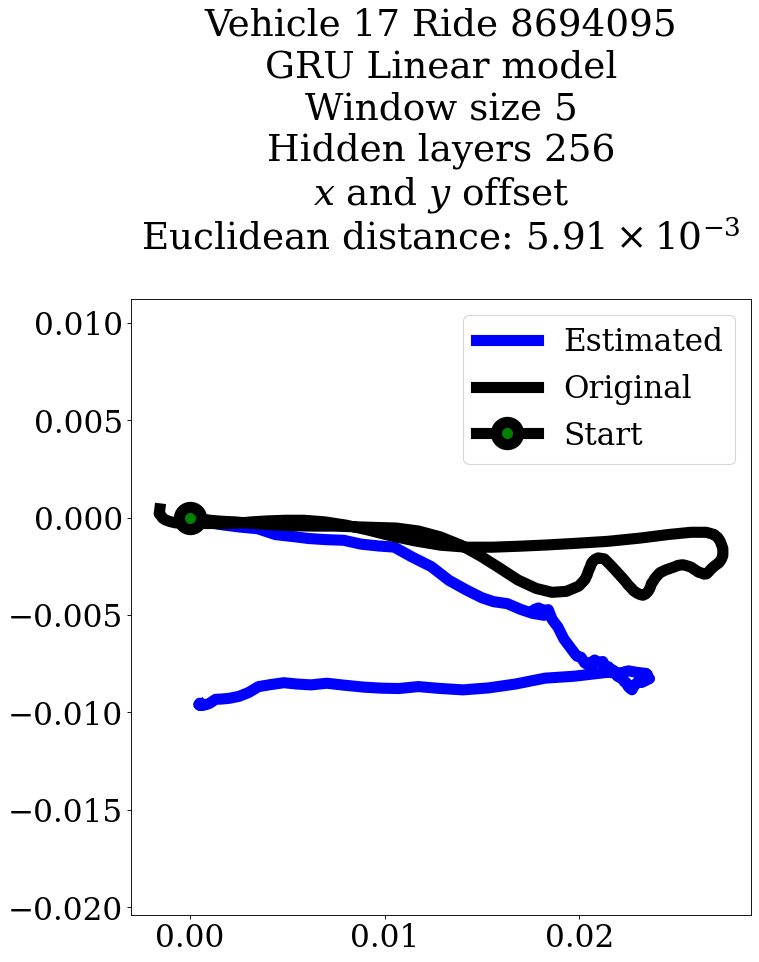 Vehicle 17 Ride 8694095
GRU Linear model
Window size 5
Hidden layers 256
x and y offset
Euclidean distance: 5.91 × 10⁻³
Estimated
Original
Start
0.010
0.005
0.000
−0.005
−0.010
−0.015
−0.020
0.00 0.01 0.02